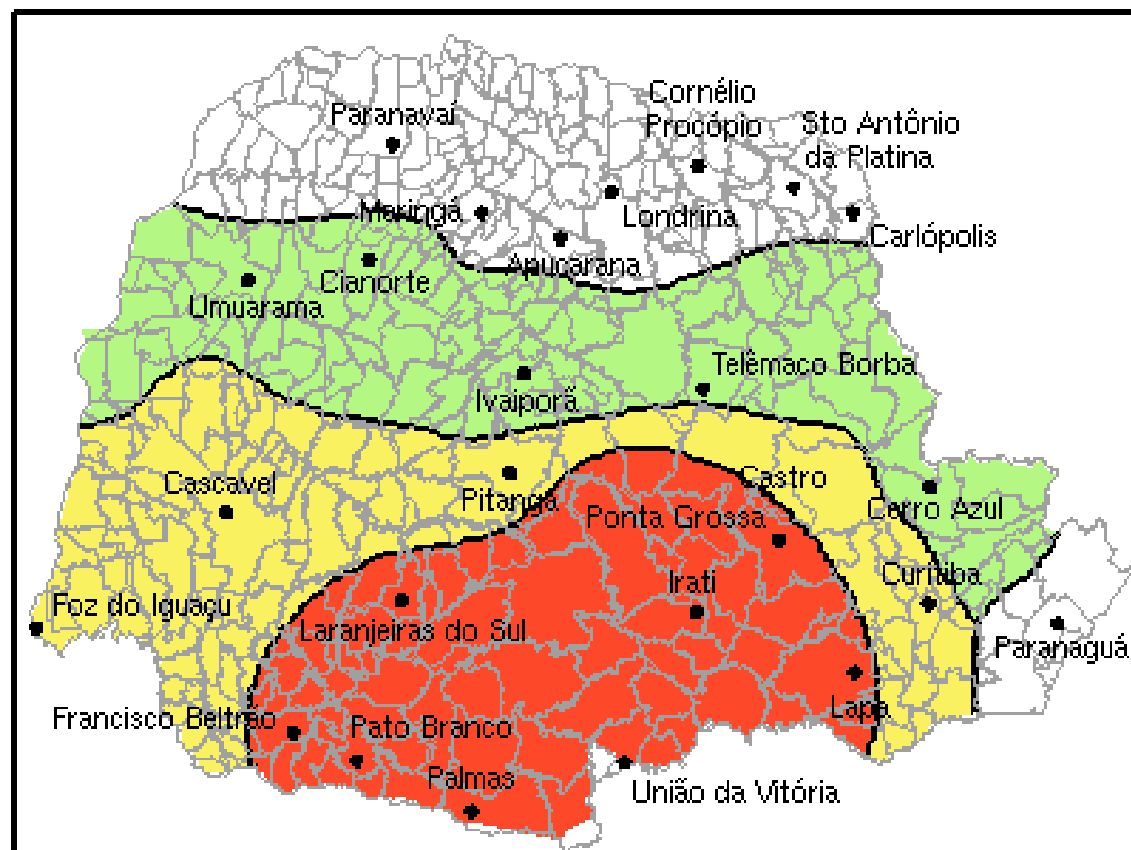 Cornélio
Procópio
Paranavaí
Sto Antônio
da Platina
Maringá
Londrina
Carlópolis
Apucarana
Cianorte
Umuarama
Telêmaco Borba
Ivaiporã
Cascavel
Pitanga
Castro
Cerro Azul
Ponta Grossa
Curitiba
Irati
Foz do Iguaçu
Laranjeiras do Sul
Paranaguá
Lapa
Francisco Beltrão
Pato Branco
Palmas
União da Vitória